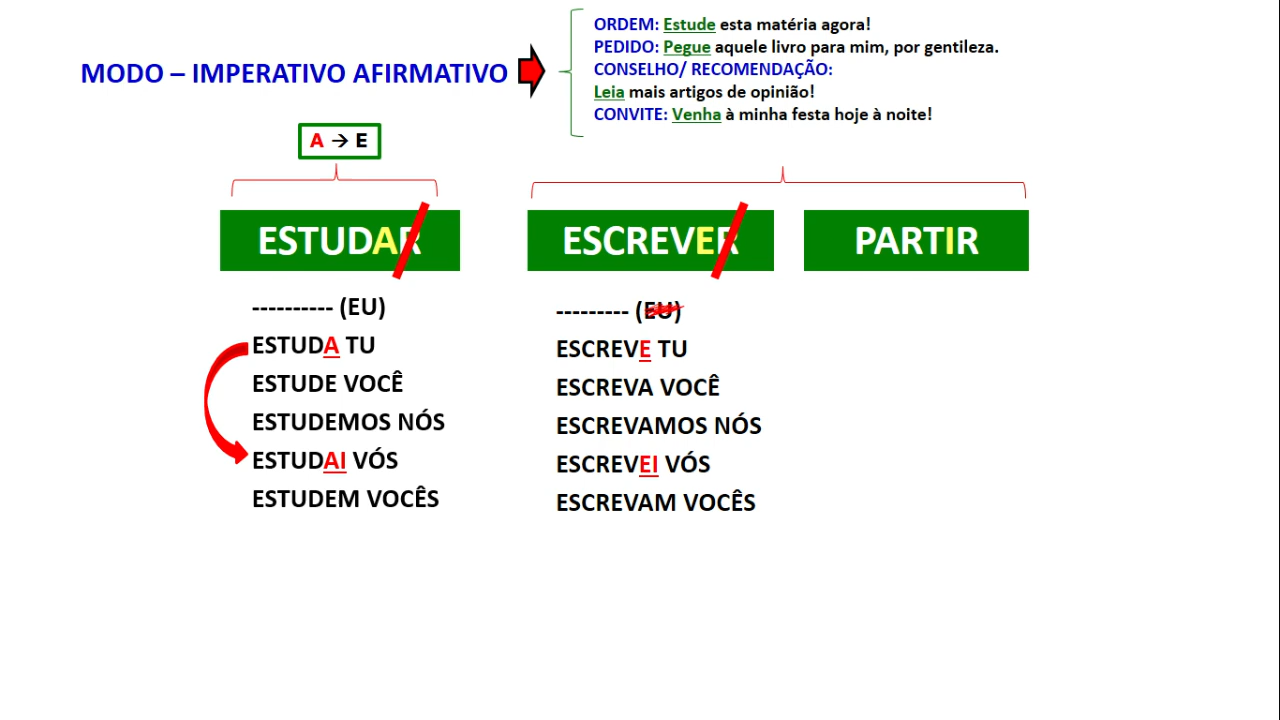 MODO – IMPERATIVO AFIRMATIVO
ORDEM: Estude esta matéria agora!
PEDIDO: Pegue aquele livro para mim, por gentileza.
CONSELHO/ RECOMENDAÇÃO:
Leia mais artigos de opinião!
CONVITE: Venha à minha festa hoje à noite!
A → E
ESTUDAR
---------- (EU)
ESTUDA TU
ESTUDE VOCÊ
ESTUDEMOS NÓS
ESTUDAI VÓS
ESTUDEM VOCÊS
ESCREVER
--------- (EU)
ESCREVE TU
ESCREVA VOCÊ
ESCREVAMOS NÓS
ESCREVEI VÓS
ESCREVAM VOCÊS
PARTIR